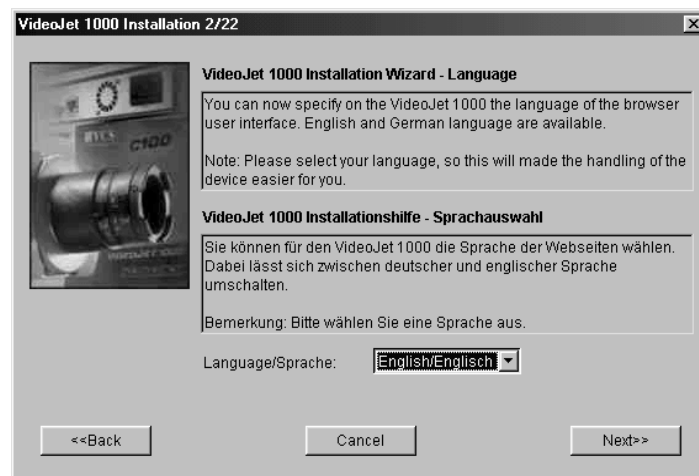 VideoJet 1000 Installation 2/22
VideoJet 1000 Installation Wizard - Language
You can now specify on the VideoJet 1000 the language of the browser
user interface. English and German language are available.
Note: Please select your language, so this will made the handling of the
device easier for you.
VideoJet 1000 Installationshilfe - Sprachauswahl
Sie können für den VideoJet 1000 die Sprache der Webseiten wählen.
Dabei lässt sich zwischen deutscher und englischer Sprache
umschalten.
Bemerkung: Bitte wählen Sie eine Sprache aus.
Language/Sprache: English/Englisch
<<Back Cancel Next>>
C100